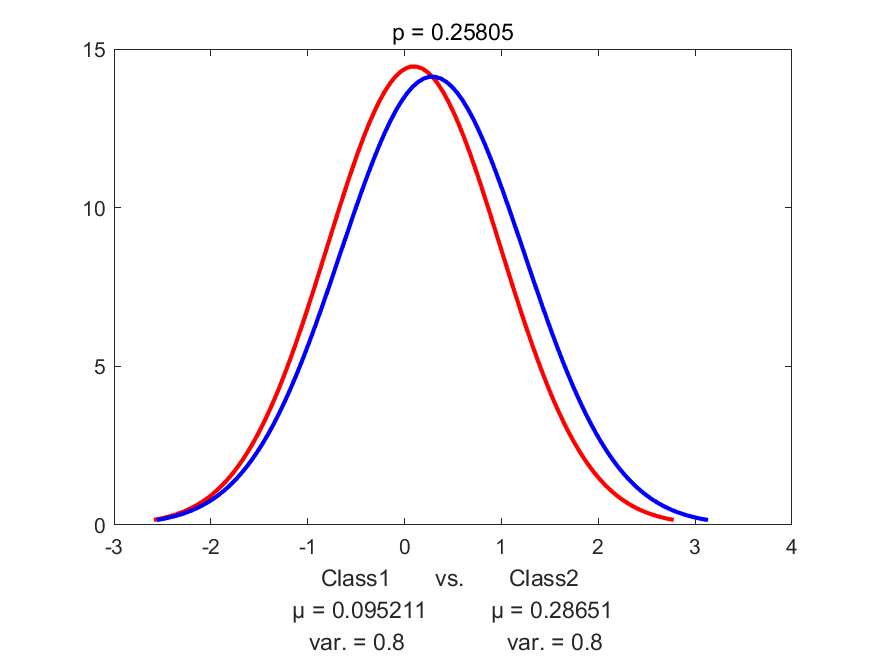 p = 0.25805
15
10
5
0
-3 -2 -1 0 1 2 3 4
Class1 vs. Class2
μ = 0.095211 μ = 0.28651
var. = 0.8 var. = 0.8